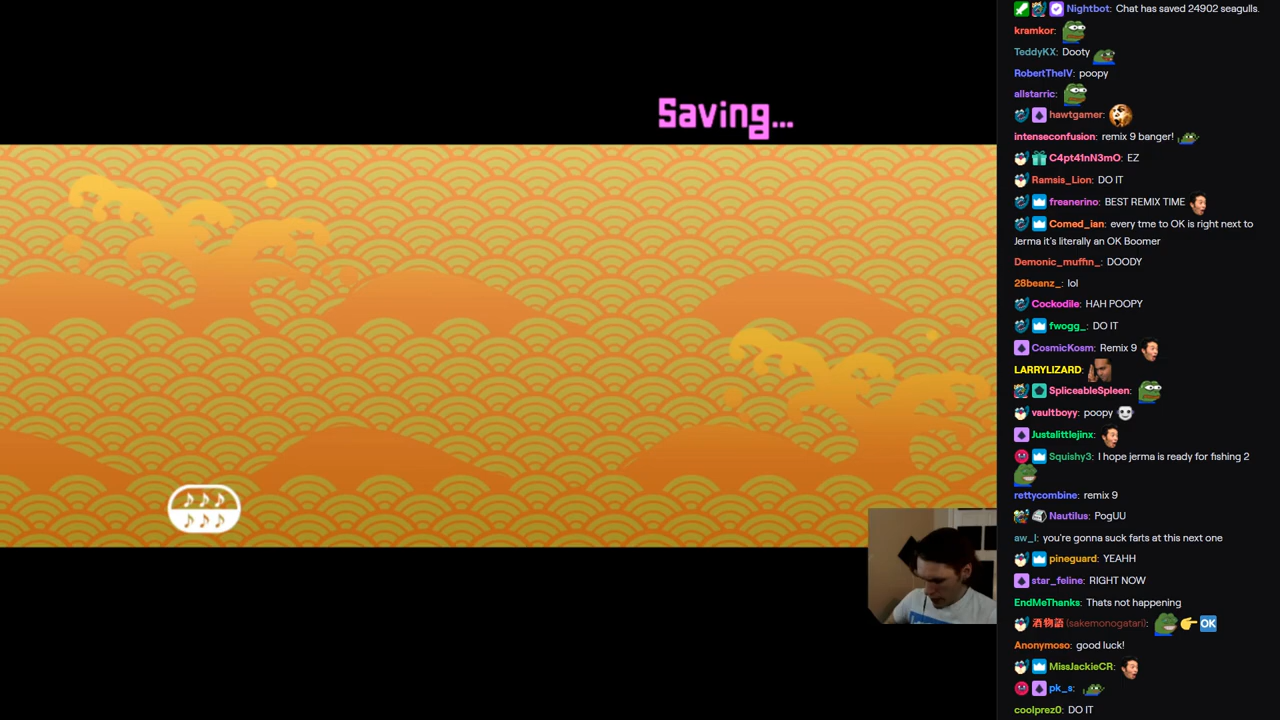 Saving...
Nightbot: Chat has saved 24902 seagulls.
kramkor:
TeddyKX: Dooty
RobertTheIV: poopy
allstarric:
hawtgamer:
intenseconfusion: remix 9 banger!
C4pt41nN3mO: EZ
Ramsis_Lion: DO IT
freanerino: BEST REMIX TIME
Comed_ian: every tme to OK is right next to
Jerma it's literally an OK Boomer
Demonic_muffin_: DOODY
28beanz_: lol
Cockodile: HAH POOPY
fwogg_: DO IT
CosmicKosm: Remix 9
LARRYLIZARD:
SpliceableSpleen:
vaultboyy: poopy
Justalittlejinx:
Squishy3: I hope jerma is ready for fishing 2
rettycombine: remix 9
Nautilus: PogUU
aw_I: you're gonna suck farts at this next one
pineguard: YEAHH
star_feline: RIGHT NOW
EndMeThanks: Thats not happening
酒物語 (sakemonogatari): OK
Anonymoso: good luck!
MissJackieCR:
pk_s:
coolprez0: DO IT